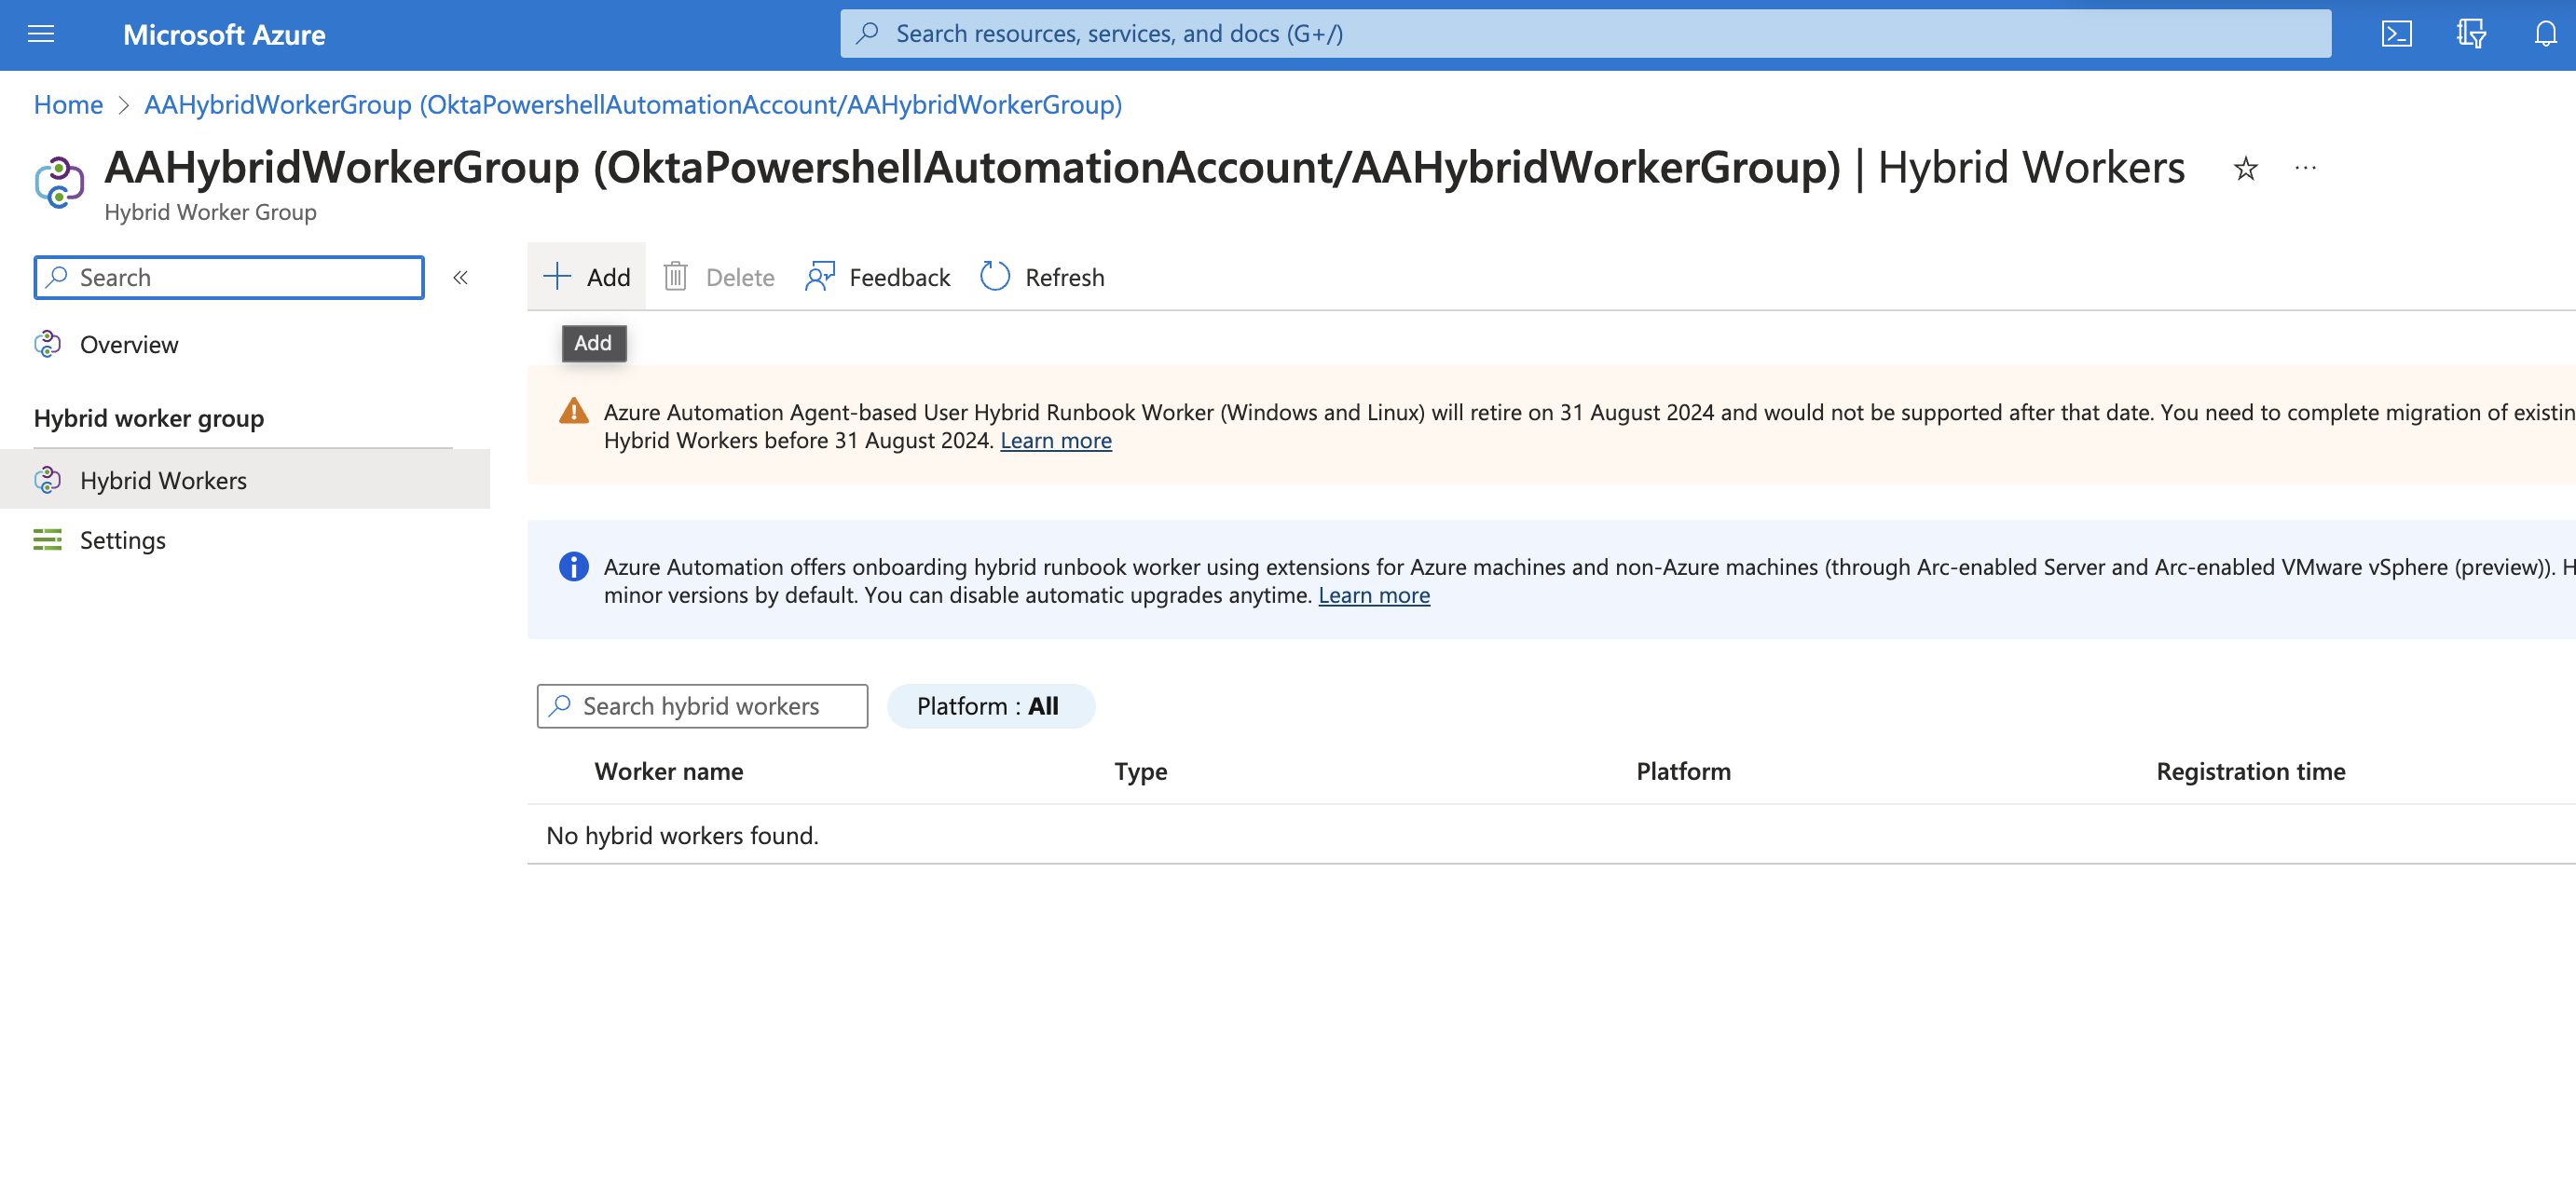 Microsoft Azure
Search resources, services, and docs (G+/)
Home > AAHybridWorkerGroup (OktaPowershellAutomationAccount/AAHybridWorkerGroup)
AAHybridWorkerGroup (OktaPowershellAutomationAccount/AAHybridWorkerGroup) | Hybrid Workers
Hybrid Worker Group
Search
Overview
Hybrid worker group
Hybrid Workers
Settings
Add Delete Feedback Refresh
Add
Azure Automation Agent-based User Hybrid Runbook Worker (Windows and Linux) will retire on 31 August 2024 and would not be supported after that date. You need to complete migration of
Hybrid Workers before 31 August 2024. Learn more
Azure Automation offers onboarding hybrid runbook worker using extensions for Azure machines and non-Azure machines (through Arc-enabled Server and Arc-enabled VMware vSphere (preview)).
minor versions by default. You can disable automatic upgrades anytime. Learn more
Search hybrid workers
Platform : All
Worker name Type Platform Registration time
No hybrid workers found.